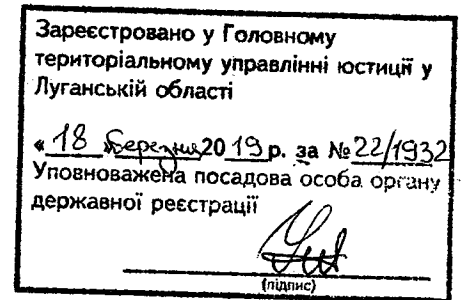 Зареєстровано у Головному
територіальному управлінні юстиції у
Луганській області
« 18 » березня 2019 р. за № 22/1932
Уповноважена посадова особа органу
державної реєстрації
(підпис)